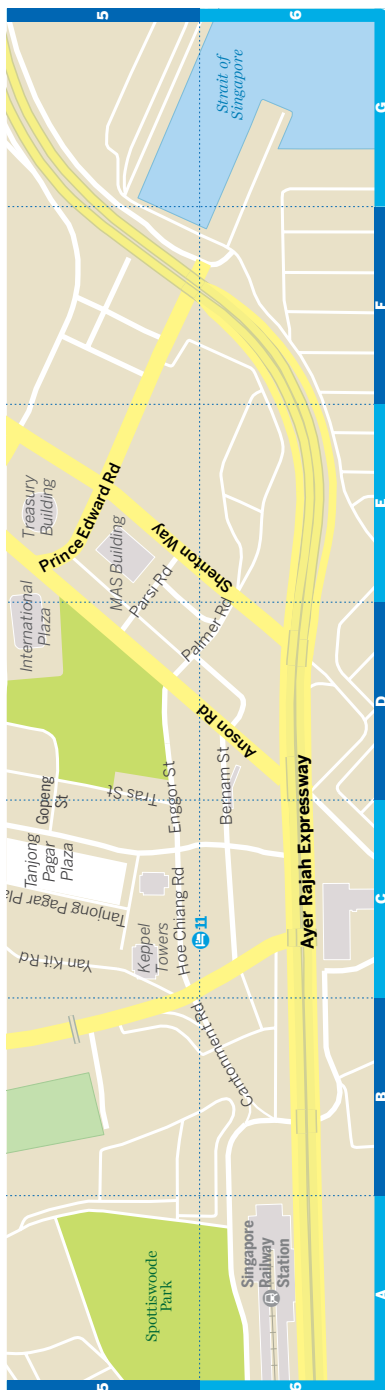 5
6
G
F
E
D
C
B
A
5
6
Strait of
Singapore
Treasury
Building
Prince Edward Rd
MAS Building
Shenton Way
Parsi Rd
International
Plaza
Palmer Rd
Anson Rd
Gopeng
St
Tras St
Enggor St
Bernam St
Tanjong
Pagar
Plaza
Tanjong Pagar Pla
Keppel
Towers
Hoe Chiang Rd
11
Yan Kit Rd
Ayer Rajah Expressway
Cantonment Rd
Spottiswoode
Park
Singapore
Railway
Station